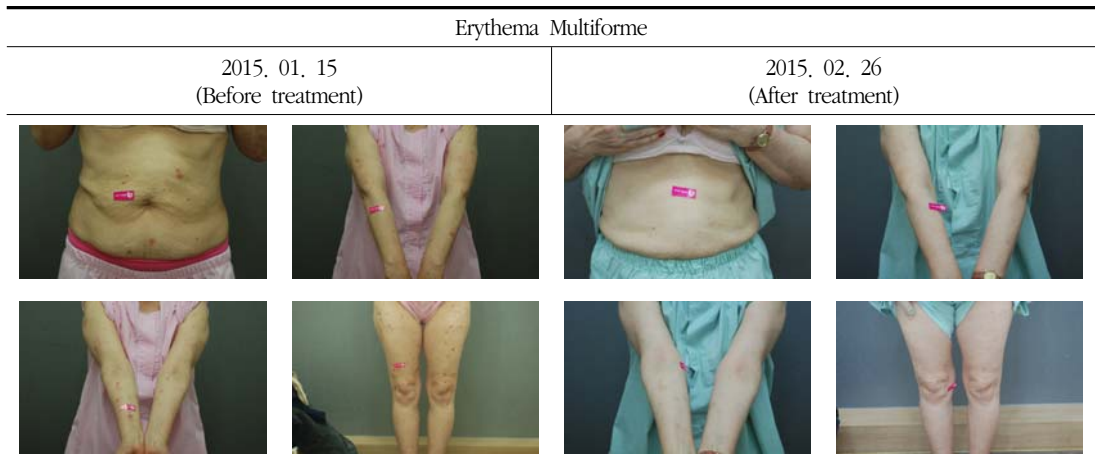 Erythema Multiforme
2015. 01. 15
(Before treatment)
2015. 02. 26
(After treatment)